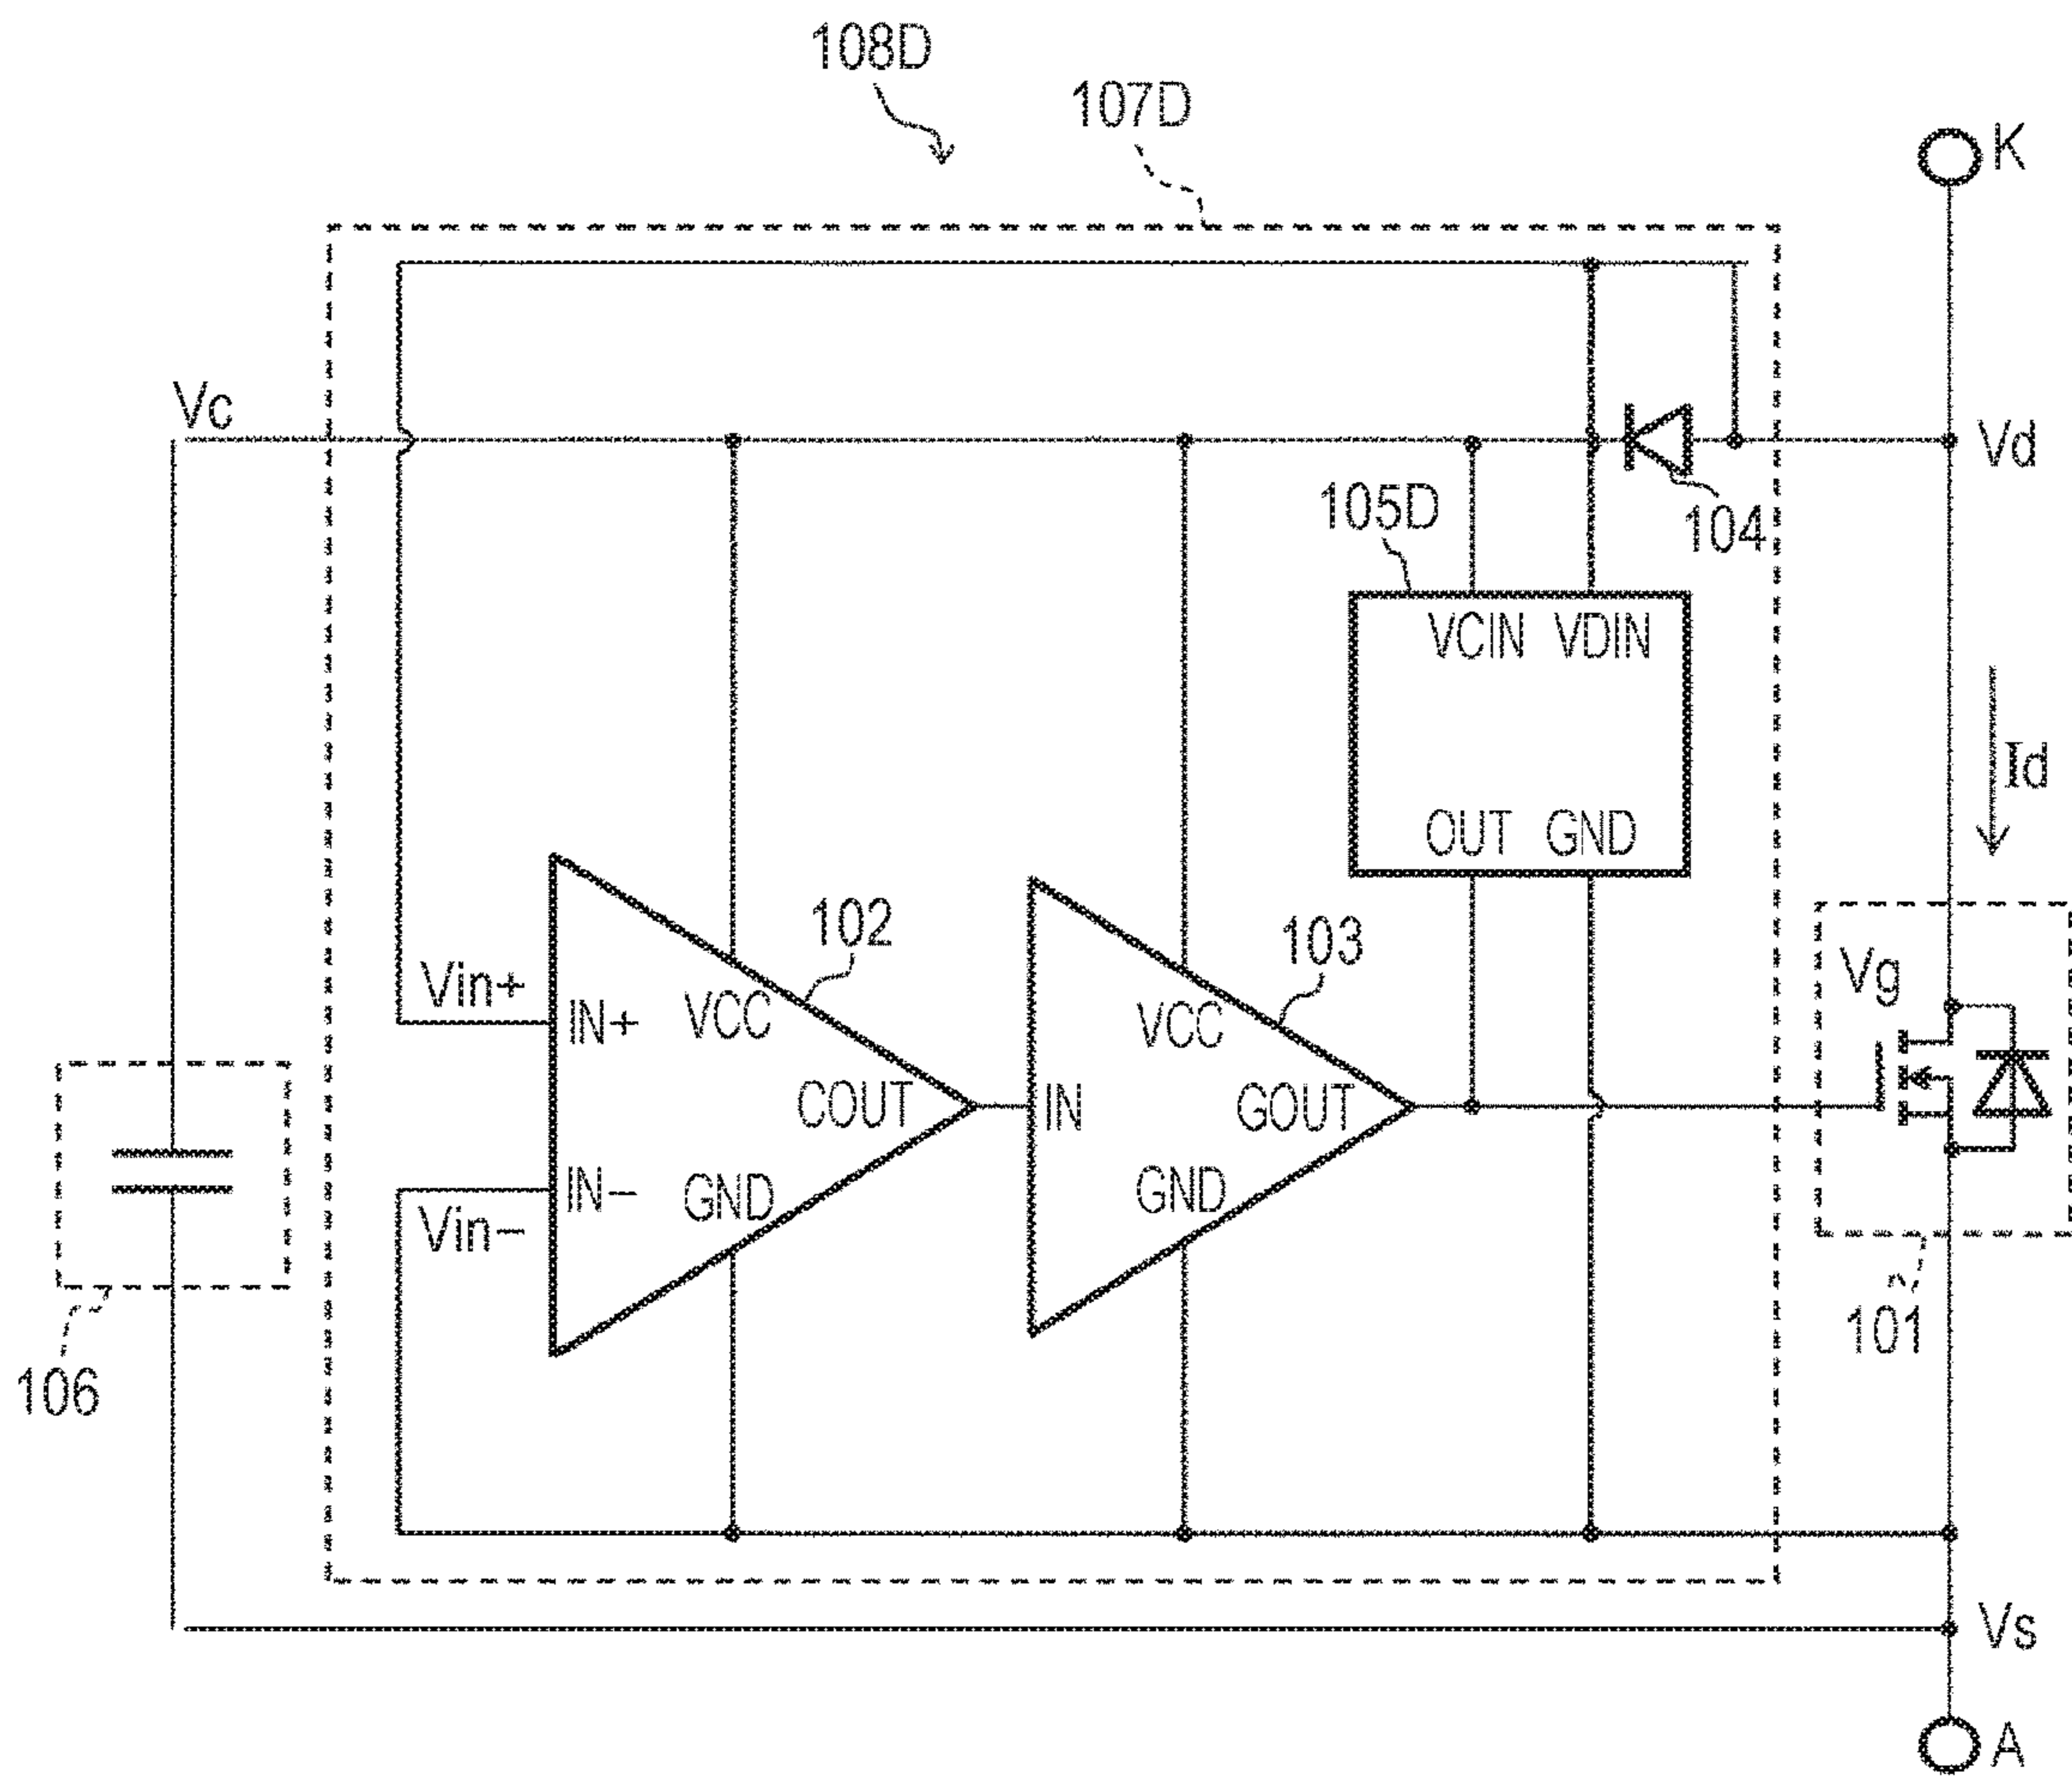 108D
107D
K
Vc
Vd
105D
104
VCIN VDIN
Id
OUT GND
102
103
Vg
Vin+
IN+
VCC
VCC
COUT
IN
GOUT
IN−
GND
GND
Vin−
101
106
Vs
A